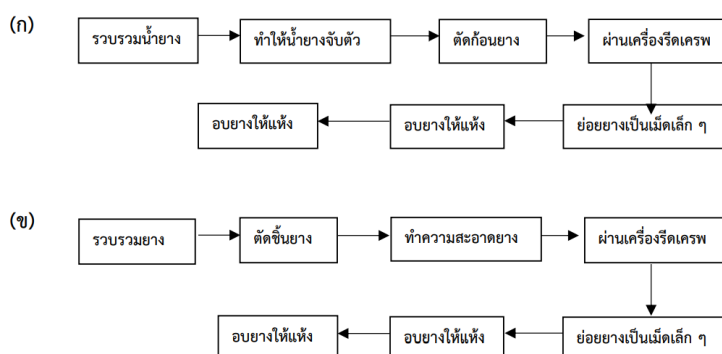 (ก)
รวบรวมน้ำยาง
ทำให้น้ำยางจับตัว
ตัดก้อนยาง
ผ่านเครื่องรีดเครพ
ย่อยยางเป็นเม็ดเล็ก ๆ
อบยางให้แห้ง
อบยางให้แห้ง
(ข)
รวบรวมยาง
ตัดชิ้นยาง
ทำความสะอาดยาง
ผ่านเครื่องรีดเครพ
ย่อยยางเป็นเม็ดเล็ก ๆ
อบยางให้แห้ง
อบยางให้แห้ง